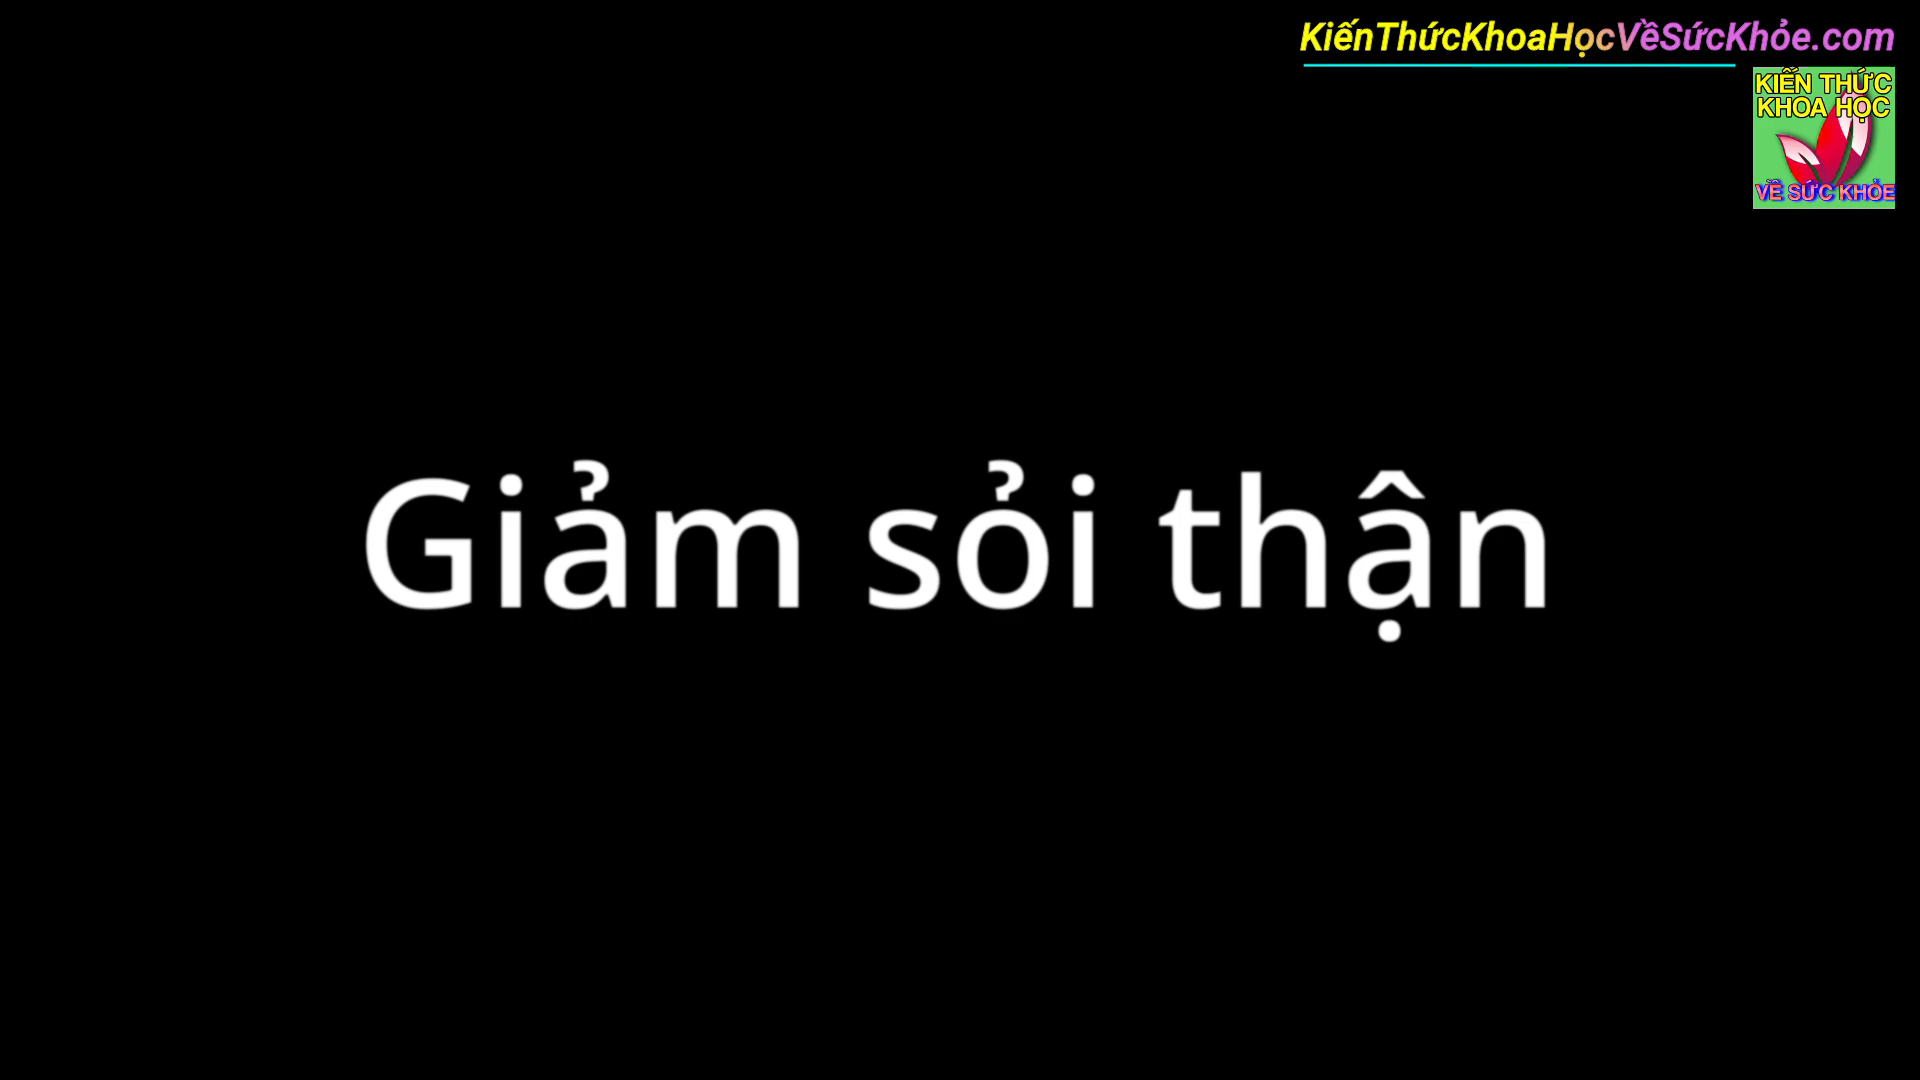 KiếnThứcKhoaHọcVềSứcKhỏe.com
KIẾN THỨC
KHOA HỌC
VỀ SỨC KHỎE
Giảm sỏi thận